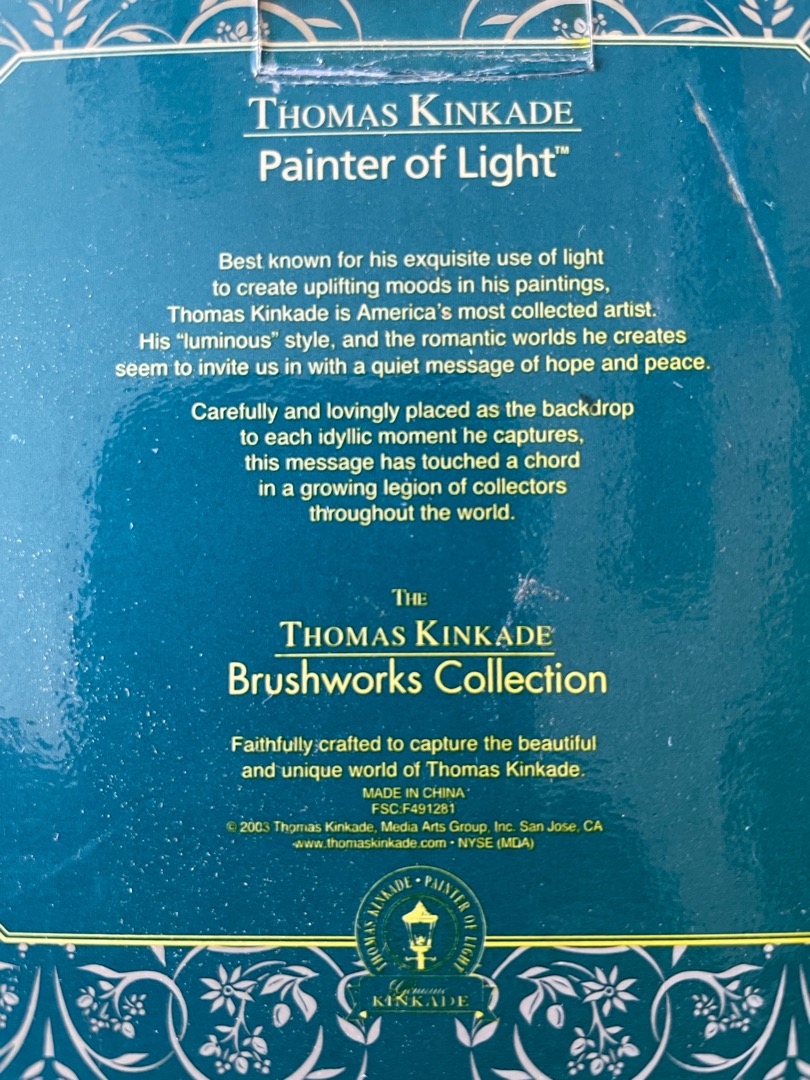 THOMAS KINKADE
Painter of Light™
Best known for his exquisite use of light
to create uplifting moods in his paintings,
Thomas Kinkade is America's most collected artist.
His "luminous" style, and the romantic worlds he creates
seem to invite us in with a quiet message of hope and peace.
Carefully and lovingly placed as the backdrop
to each idyllic moment he captures,
this message has touched a chord
in a growing legion of collectors
throughout the world.
THE
THOMAS KINKADE
Brushworks Collection
Faithfully crafted to capture the beautiful
and unique world of Thomas Kinkade.
MADE IN CHINA
FSC:F491281
© 2003 Thomas Kinkade, Media Arts Group, Inc. San Jose, CA
www.thomaskinkade.com • NYSE (MDA)
THOMAS KINKADE • PAINTER OF LIGHT
Genuine
KINKADE